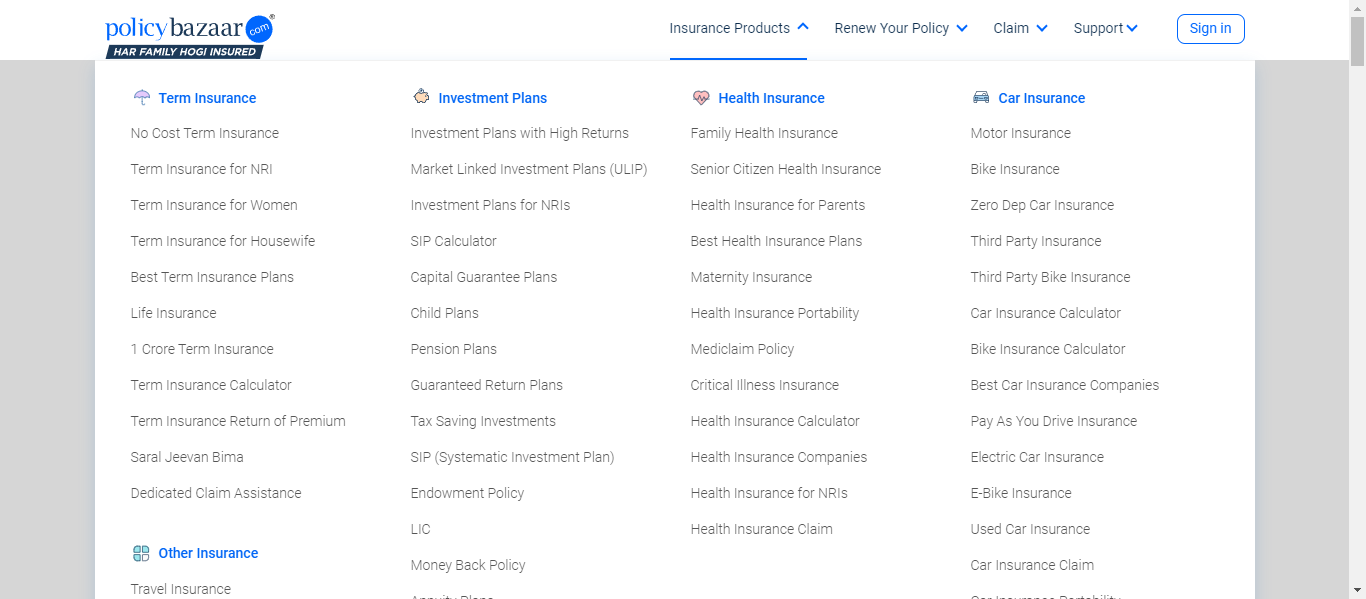 policybazaar.com®
HAR FAMILY HOGI INSURED
Insurance Products
Renew Your Policy
Claim
Support
Sign in
Term Insurance
No Cost Term Insurance
Term Insurance for NRI
Term Insurance for Women
Term Insurance for Housewife
Best Term Insurance Plans
Life Insurance
1 Crore Term Insurance
Term Insurance Calculator
Term Insurance Return of Premium
Saral Jeevan Bima
Dedicated Claim Assistance
Other Insurance
Travel Insurance
Investment Plans
Investment Plans with High Returns
Market Linked Investment Plans (ULIP)
Investment Plans for NRIs
SIP Calculator
Capital Guarantee Plans
Child Plans
Pension Plans
Guaranteed Return Plans
Tax Saving Investments
SIP (Systematic Investment Plan)
Endowment Policy
LIC
Money Back Policy
Annuity Plans
Health Insurance
Family Health Insurance
Senior Citizen Health Insurance
Health Insurance for Parents
Best Health Insurance Plans
Maternity Insurance
Health Insurance Portability
Mediclaim Policy
Critical Illness Insurance
Health Insurance Calculator
Health Insurance Companies
Health Insurance for NRIs
Health Insurance Claim
Car Insurance
Motor Insurance
Bike Insurance
Zero Dep Car Insurance
Third Party Insurance
Third Party Bike Insurance
Car Insurance Calculator
Bike Insurance Calculator
Best Car Insurance Companies
Pay As You Drive Insurance
Electric Car Insurance
E-Bike Insurance
Used Car Insurance
Car Insurance Claim
Car Insurance Portability